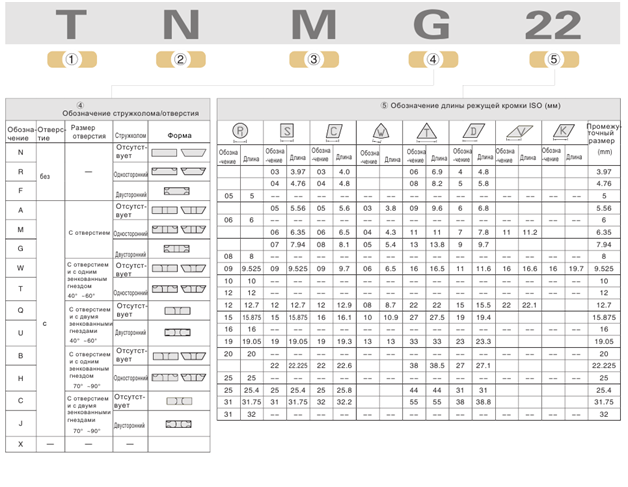 T N M G 22
① ② ③ ④ ⑤
④
Обозначение стружколома/отверстия
Обозна-чение Отверс-тие Размер отверстия Стружколом Форма
N без — Отсутст-вует
R Односторонний
F Двусторонний
A с С отверстием Отсутст-вует
M Односторонний
G Двусторонний
W С отверстием и с одним зенкованным гнездом 40° ~60° Отсутст-вует
T Односторонний
Q С отверстием и с двумя зенкованными гнездами 40° ~60° Отсутст-вует
U Двусторонний
B С отверстием и с одним зенкованным гнездом 70° ~90° Отсутст-вует
H Односторонний
C С отверстием и с двумя зенкованными гнездами 70° ~90° Отсутст-вует
J Двусторонний
X — — —
⑤ Обозначение длины режущей кромки ISO (мм)
R S C W T D V K Промежу-точный размер (mm)
Обозна-чение Длина Обозна-чение Длина Обозна-чение Длина Обозна-чение Длина Обозна-чение Длина Обозна-чение Длина Обозна-чение Длина Обозна-чение Длина
03 3.97 03 4.0 06 6.9 4 4.8 3.97
04 4.76 04 4.8 08 8.2 5 5.8 4.76
05 5 -- -- -- -- -- -- -- -- -- -- -- -- -- -- 5
05 5.56 05 5.6 03 3.8 09 9.6 6 6.8 -- -- -- -- 5.56
06 6 -- -- -- -- -- -- -- -- -- -- -- -- -- -- 6
06 6.35 06 6.5 04 4.3 11 11 7 7.8 11 11.2 -- -- 6.35
07 7.94 08 8.1 05 5.4 13 13.8 9 9.7 7.94
08 8 -- -- -- -- -- -- -- -- -- -- -- -- -- -- 8
09 9.525 09 9.525 09 9.7 06 6.5 16 16.5 11 11.6 16 16.6 16 19.7 9.525
10 10 -- -- -- -- -- -- -- -- -- -- -- -- -- -- 10
12 12 -- -- -- -- -- -- -- -- -- -- -- -- -- -- 12
12 12.7 12 12.7 12 12.9 08 8.7 22 22 15 15.5 22 22.1 -- -- 12.7
15 15.875 15 15.875 16 16.1 10 10.9 27 27.5 19 19.4 -- -- -- -- 15.875
16 16 -- -- -- -- -- -- -- -- -- -- -- -- -- -- 16
19 19.05 19 19.05 19 19.3 13 13 33 33 23 23.3 -- -- -- -- 19.05
20 20 -- -- -- -- -- -- -- -- -- -- -- -- -- -- 20
-- -- 22 22.225 22 22.6 -- -- 38 38.5 27 27.1 -- -- -- -- 22.225
25 25 -- -- -- -- -- -- -- -- -- -- -- -- -- -- 25
25 25.4 25 25.4 25 25.8 -- -- 44 44 31 31 -- -- -- -- 25.4
31 31.75 31 31.75 32 32.2 -- -- 55 55 38 38.8 -- -- -- -- 31.75
31 32 -- -- -- -- -- -- -- -- -- -- -- -- -- -- 32